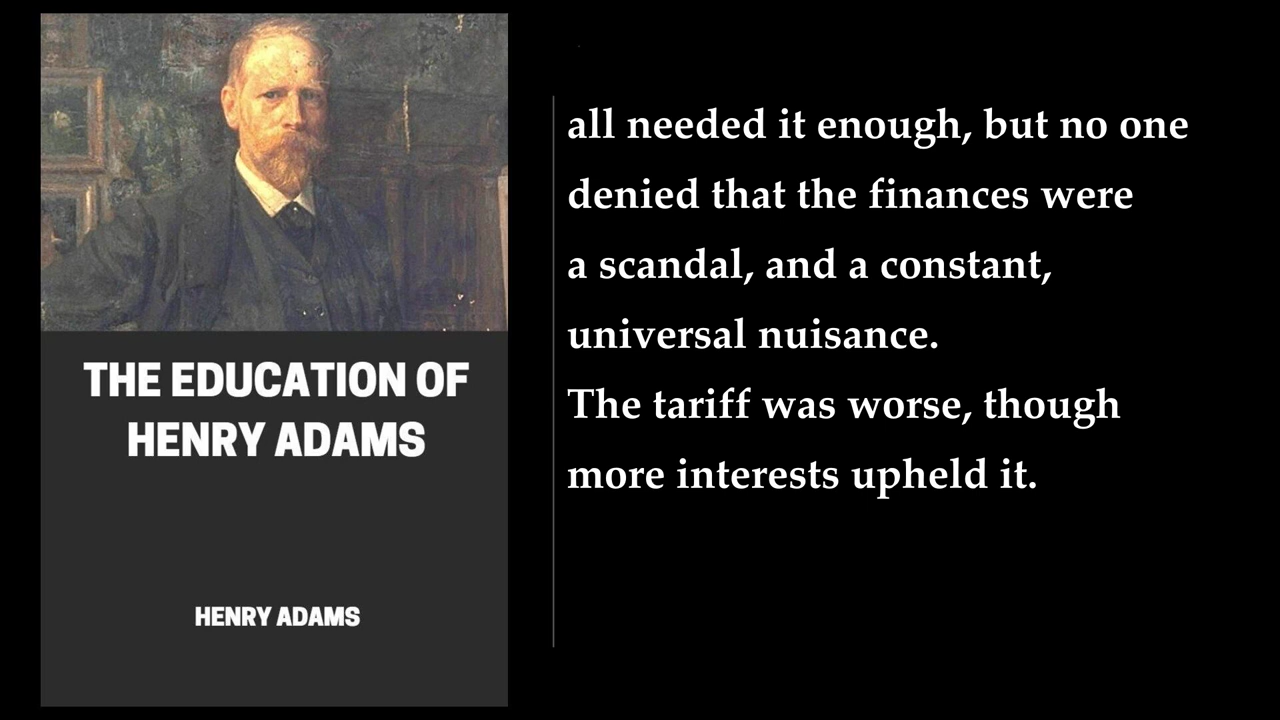 THE EDUCATION OF
HENRY ADAMS
HENRY ADAMS
all needed it enough, but no one
denied that the finances were
a scandal, and a constant,
universal nuisance.
The tariff was worse, though
more interests upheld it.